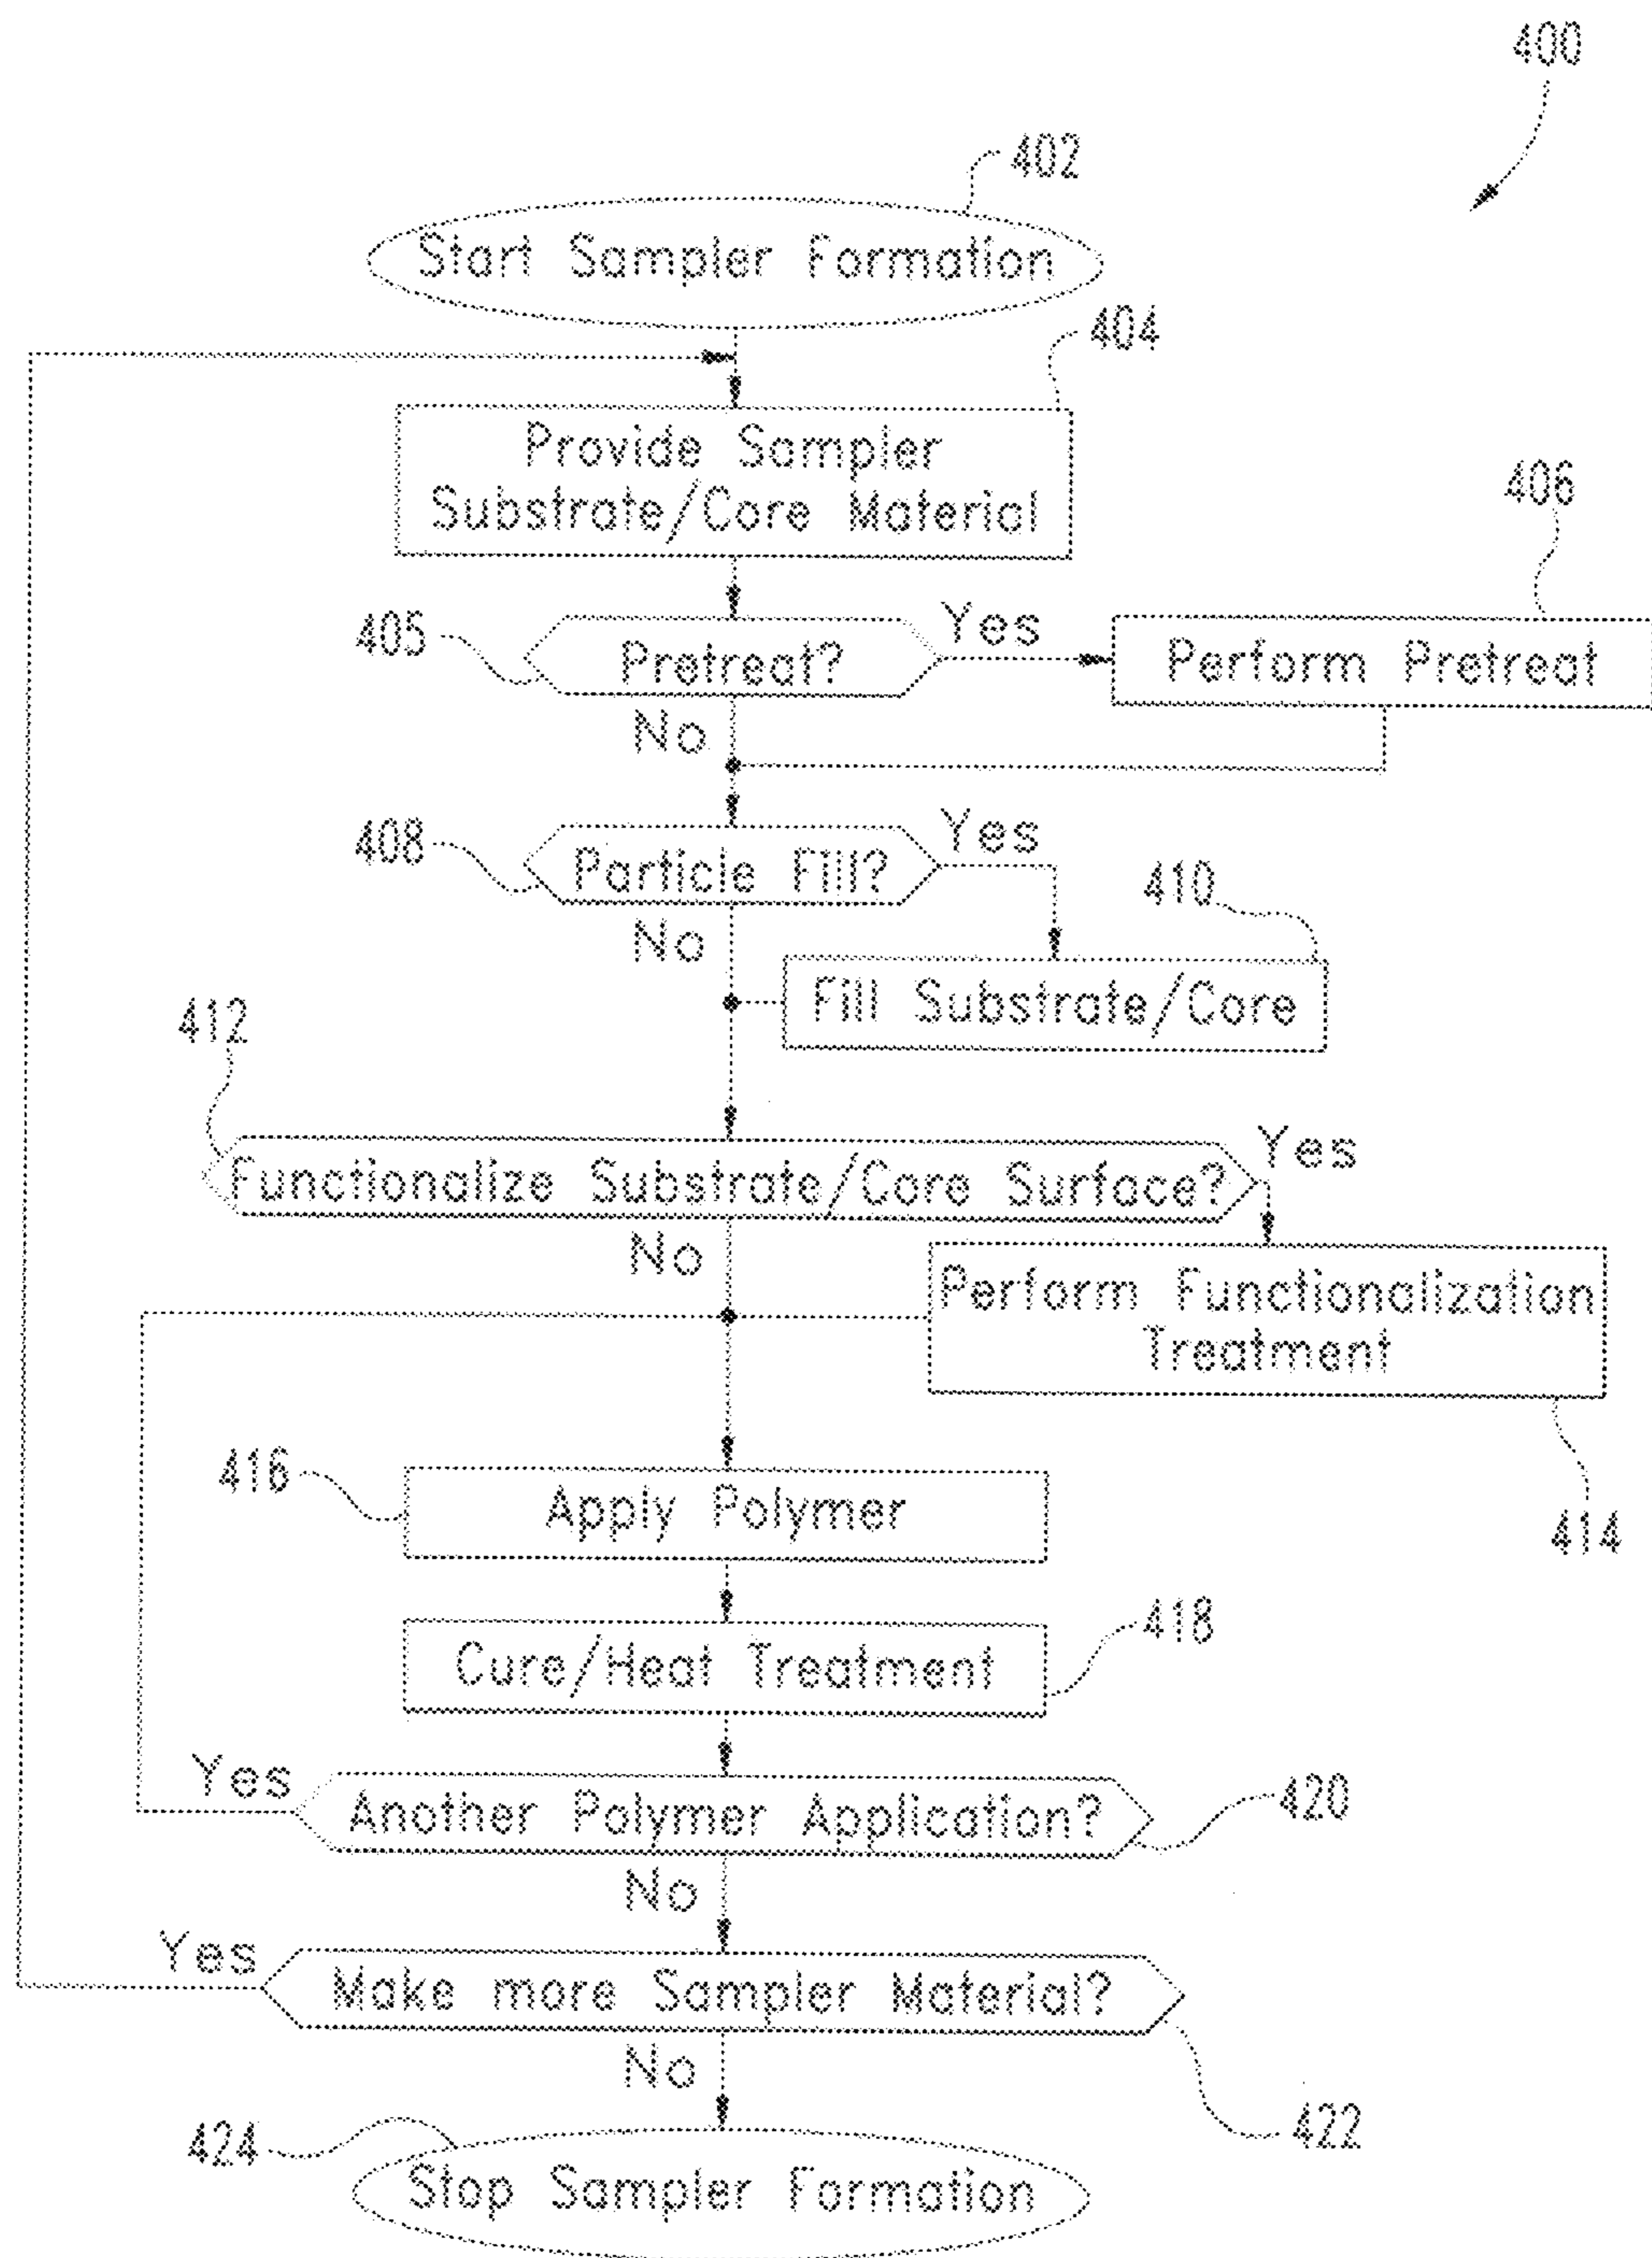 400
402
Start Sampler Formation
404
Provide Sampler
Substrate/Core Material
406
405
Pretreat?
Yes
Perform Pretreat
No
408
Particle Fill?
Yes
410
No
Fill Substrate/Core
412
Functionalize Substrate/Core Surface?
Yes
No
Perform Functionalization
Treatment
414
416
Apply Polymer
418
Cure/Heat Treatment
Yes
Another Polymer Application?
420
No
Yes
Make more Sampler Material?
422
No
424
Stop Sampler Formation